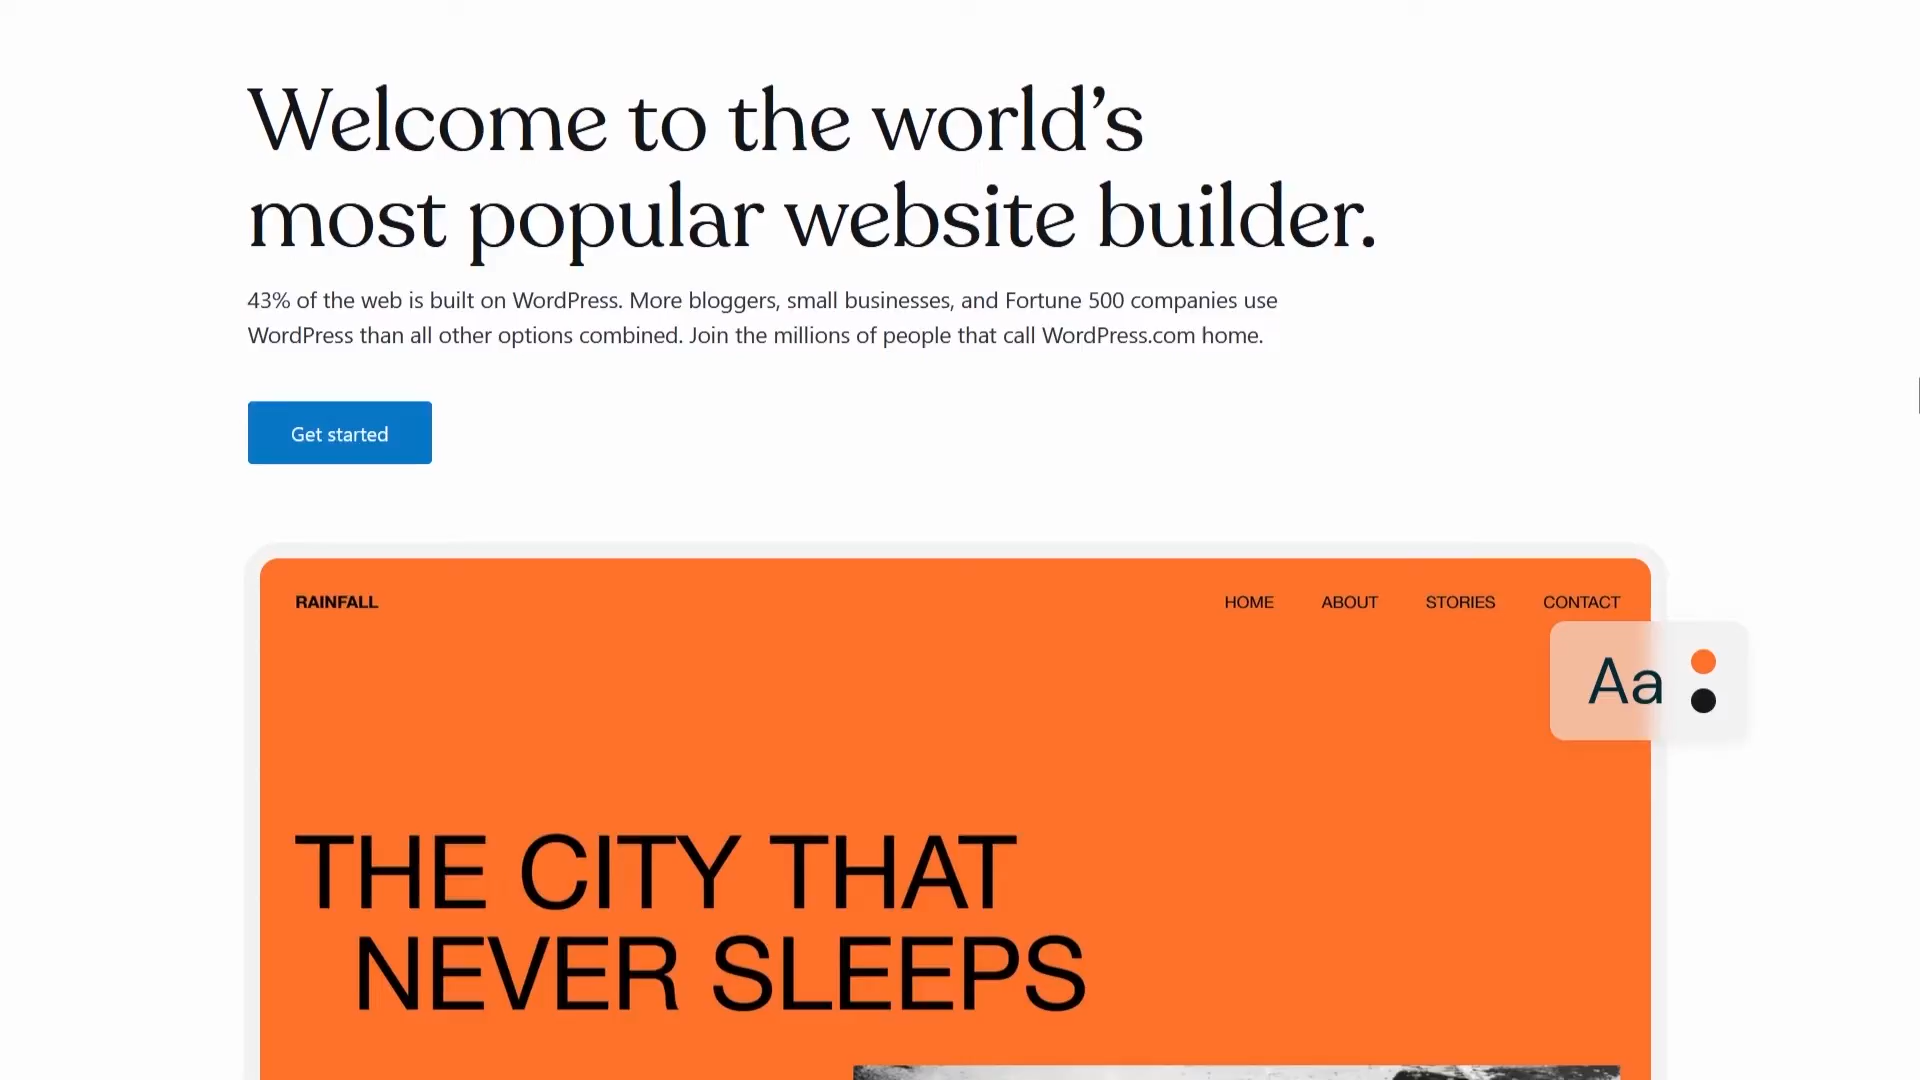 Welcome to the world’s
most popular website builder.
43% of the web is built on WordPress. More bloggers, small businesses, and Fortune 500 companies use
WordPress than all other options combined. Join the millions of people that call WordPress.com home.
Get started
RAINFALL HOME ABOUT STORIES CONTACT
Aa
THE CITY THAT
NEVER SLEEPS